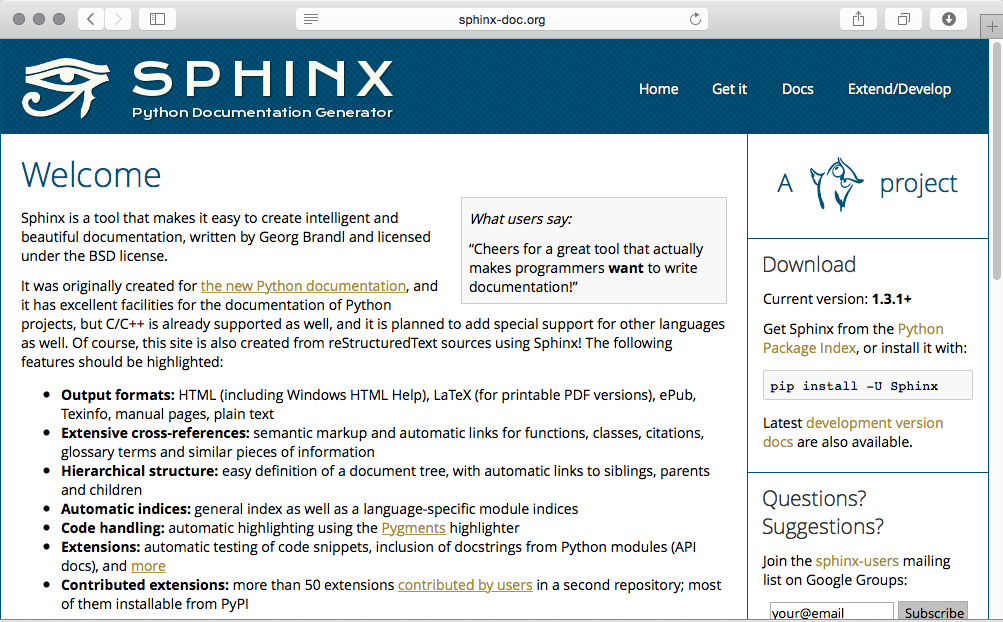 sphinx-doc.org
SPHINX
Python Documentation Generator
Home Get it Docs Extend/Develop
Welcome
Sphinx is a tool that makes it easy to create intelligent and
beautiful documentation, written by Georg Brandl and licensed
under the BSD license.
What users say:
“Cheers for a great tool that actually
makes programmers want to write
documentation!”
It was originally created for the new Python documentation, and
it has excellent facilities for the documentation of Python
projects, but C/C++ is already supported as well, and it is planned to add special support for other languages
as well. Of course, this site is also created from reStructuredText sources using Sphinx! The following
features should be highlighted:
• Output formats: HTML (including Windows HTML Help), LaTeX (for printable PDF versions), ePub,
Texinfo, manual pages, plain text
• Extensive cross-references: semantic markup and automatic links for functions, classes, citations,
glossary terms and similar pieces of information
• Hierarchical structure: easy definition of a document tree, with automatic links to siblings, parents
and children
• Automatic indices: general index as well as a language-specific module indices
• Code handling: automatic highlighting using the Pygments highlighter
• Extensions: automatic testing of code snippets, inclusion of docstrings from Python modules (API
docs), and more
• Contributed extensions: more than 50 extensions contributed by users in a second repository; most
of them installable from PyPI
A project
Download
Current version: 1.3.1+
Get Sphinx from the Python
Package Index, or install it with:
pip install -U Sphinx
Latest development version
docs are also available.
Questions?
Suggestions?
Join the sphinx-users mailing
list on Google Groups:
your@email Subscribe